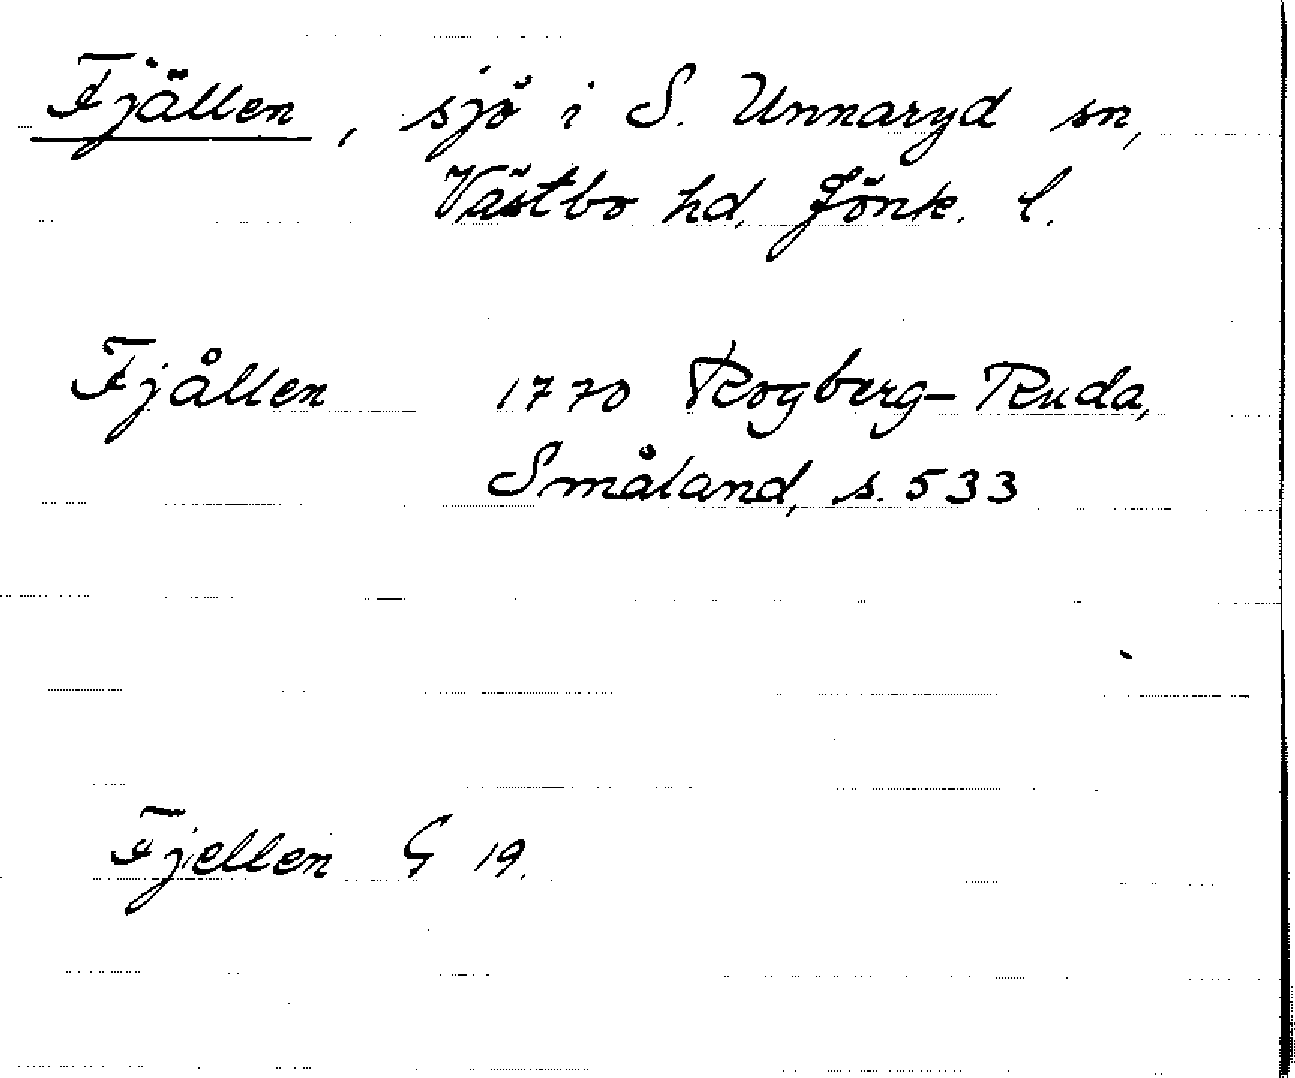 Fjällen, sjö i S. Unnaryd sn,
Västbo hd. Jönk. l.
Fjållen 1770 Rogberg-Ruda,
Småland, s. 533
Fjellen G 19.